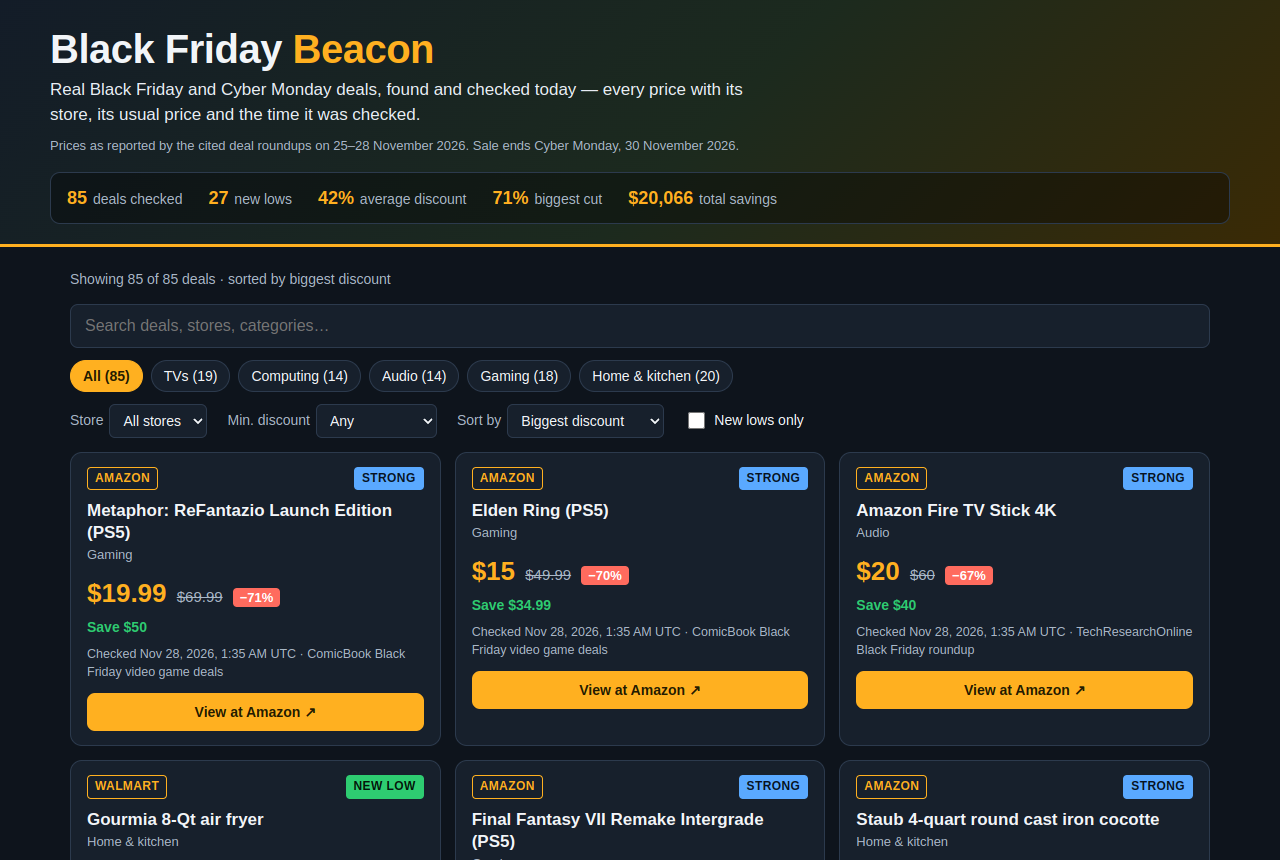 Black Friday Beacon
Real Black Friday and Cyber Monday deals, found and checked today — every price with its
store, its usual price and the time it was checked.
Prices as reported by the cited deal roundups on 25–28 November 2026. Sale ends Cyber Monday, 30 November 2026.
85 deals checked 27 new lows 42% average discount 71% biggest cut $20,066 total savings
Showing 85 of 85 deals · sorted by biggest discount
Search deals, stores, categories…
All (85) TVs (19) Computing (14) Audio (14) Gaming (18) Home & kitchen (20)
Store All stores Min. discount Any Sort by Biggest discount New lows only
AMAZON STRONG
Metaphor: ReFantazio Launch Edition
(PS5)
Gaming
$19.99 $69.99 −71%
Save $50
Checked Nov 28, 2026, 1:35 AM UTC · ComicBook Black
Friday video game deals
View at Amazon ↗
AMAZON STRONG
Elden Ring (PS5)
Gaming
$15 $49.99 −70%
Save $34.99
Checked Nov 28, 2026, 1:35 AM UTC · ComicBook Black
Friday video game deals
View at Amazon ↗
AMAZON STRONG
Amazon Fire TV Stick 4K
Audio
$20 $60 −67%
Save $40
Checked Nov 28, 2026, 1:35 AM UTC · TechResearchOnline
Black Friday roundup
View at Amazon ↗
WALMART NEW LOW
Gourmia 8-Qt air fryer
Home & kitchen
AMAZON STRONG
Final Fantasy VII Remake Intergrade
(PS5)
AMAZON STRONG
Staub 4-quart round cast iron cocotte
Home & kitchen